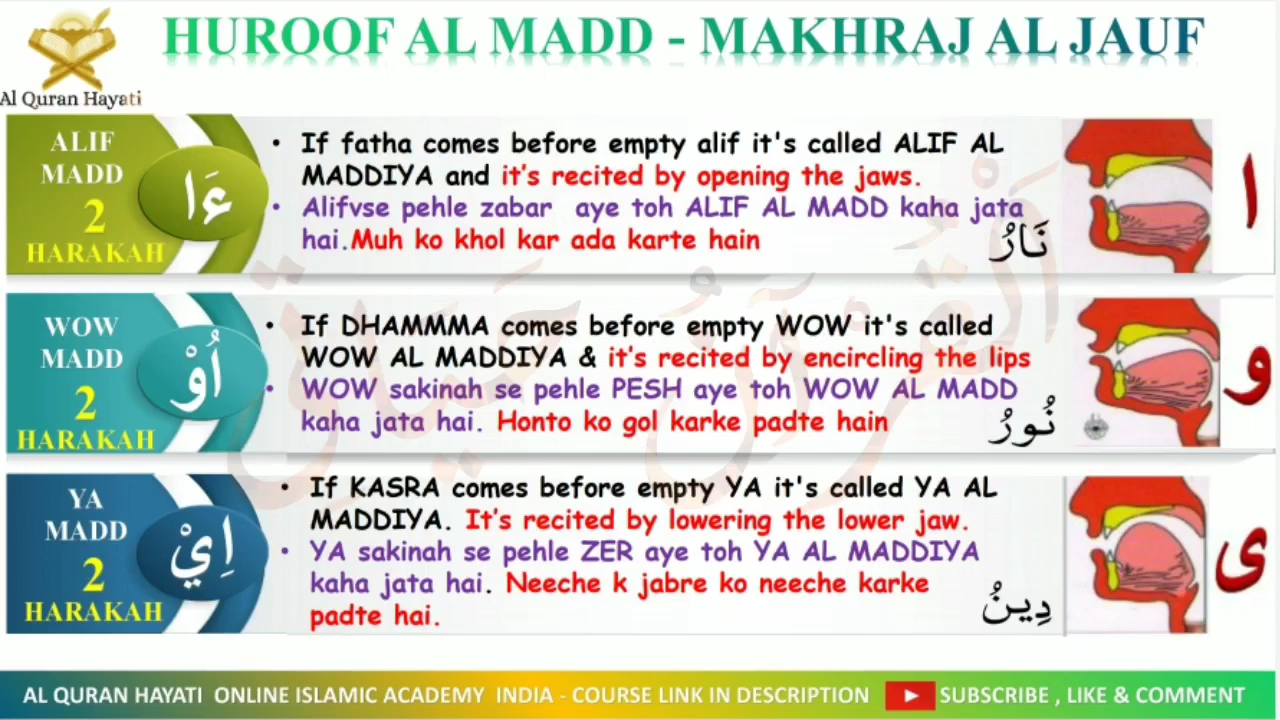 HUROOF AL MADD - MAKHRAJ AL JAUF
Al Quran Hayati
ALIF
MADD
2
HARAKAH
ءَا
• If fatha comes before empty alif it's called ALIF AL
MADDIYA and it's recited by opening the jaws.
• Alifvse pehle zabar aye toh ALIF AL MADD kaha jata
hai.Muh ko khol kar ada karte hain
نَارُ
ا
WOW
MADD
2
HARAKAH
اُوْ
• If DHAMMMA comes before empty WOW it's called
WOW AL MADDIYA & it's recited by encircling the lips
• WOW sakinah se pehle PESH aye toh WOW AL MADD
kaha jata hai. Honto ko gol karke padte hain
نُورُ
و
YA
MADD
2
HARAKAH
اِيْ
• If KASRA comes before empty YA it's called YA AL
MADDIYA. It's recited by lowering the lower jaw.
• YA sakinah se pehle ZER aye toh YA AL MADDIYA
kaha jata hai. Neeche k jabre ko neeche karke
padte hai.
دِينُ
ى
اَلْقُرْآنُ حَيَاتِي
AL QURAN HAYATI ONLINE ISLAMIC ACADEMY INDIA - COURSE LINK IN DESCRIPTION SUBSCRIBE , LIKE & COMMENT